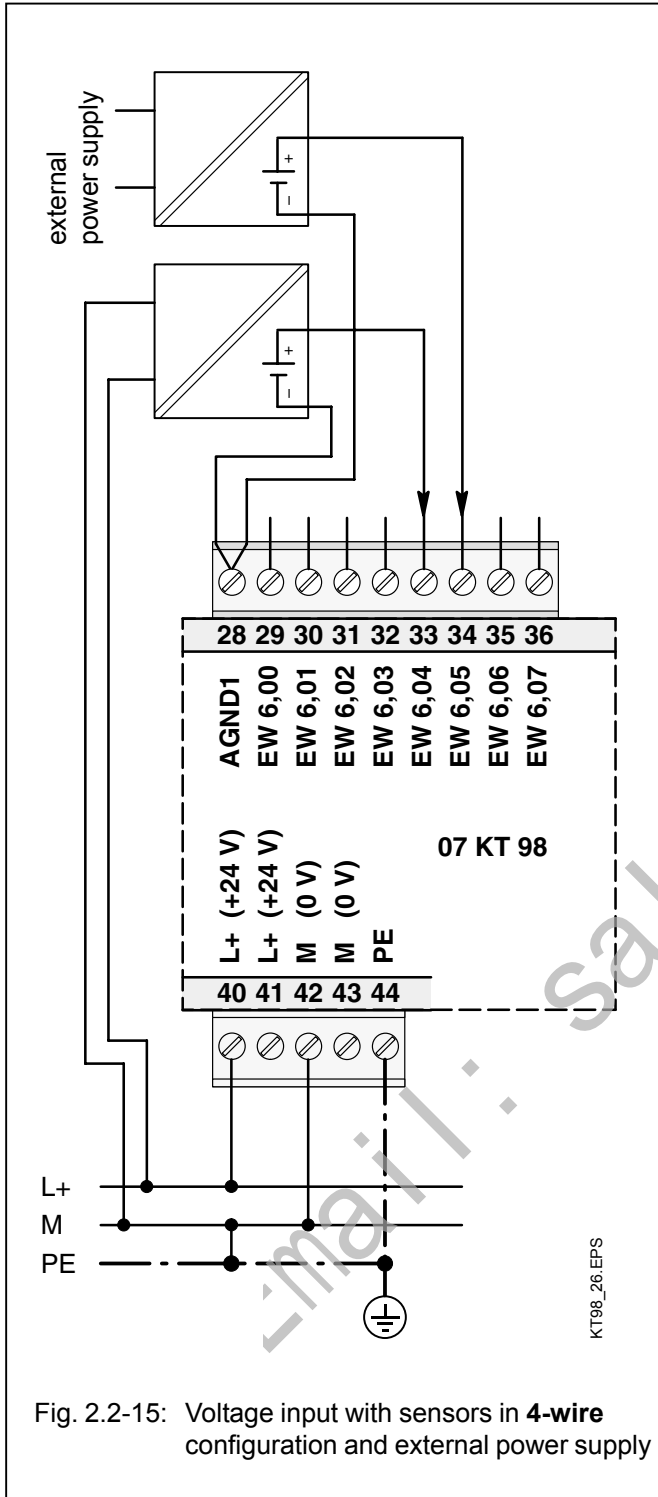 external
power supply
+
–
+
–
28 29 30 31 32 33 34 35 36
AGND1
EW 6,00
EW 6,01
EW 6,02
EW 6,03
EW 6,04
EW 6,05
EW 6,06
EW 6,07
07 KT 98
L+ (+24 V)
L+ (+24 V)
M (0 V)
M (0 V)
PE
40 41 42 43 44
L+
M
PE
Email: sal
KT98_26.EPS
Fig. 2.2-15: Voltage input with sensors in 4-wire
configuration and external power supply